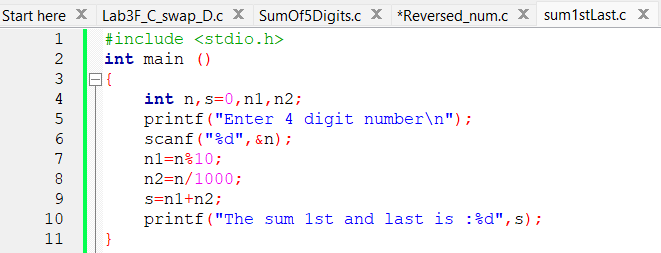 Start here X Lab3F_C_swap_D.c X SumOf5Digits.c X *Reversed_num.c X sum1stLast.c X
1 #include <stdio.h>
2 int main ()
3 {
4 int n,s=0,n1,n2;
5 printf("Enter 4 digit number\n");
6 scanf("%d",&n);
7 n1=n%10;
8 n2=n/1000;
9 s=n1+n2;
10 printf("The sum 1st and last is :%d",s);
11 }